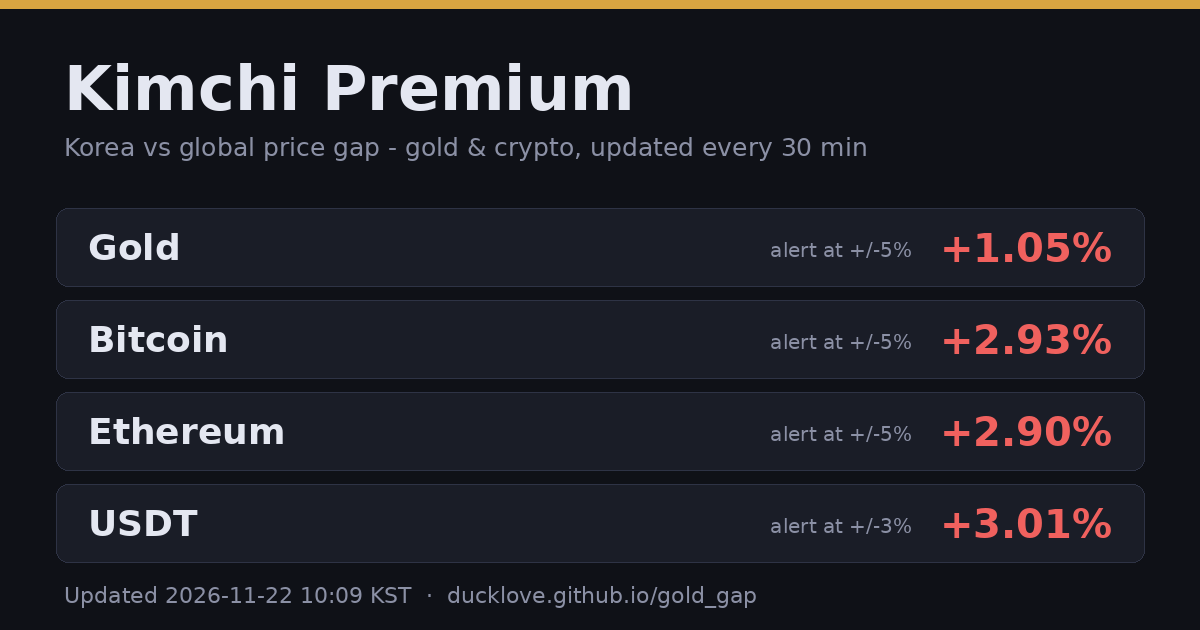 Kimchi Premium
Korea vs global price gap - gold & crypto, updated every 30 min
Gold alert at +/-5% +1.05%
Bitcoin alert at +/-5% +2.93%
Ethereum alert at +/-5% +2.90%
USDT alert at +/-3% +3.01%
Updated 2026-11-22 10:09 KST · ducklove.github.io/gold_gap